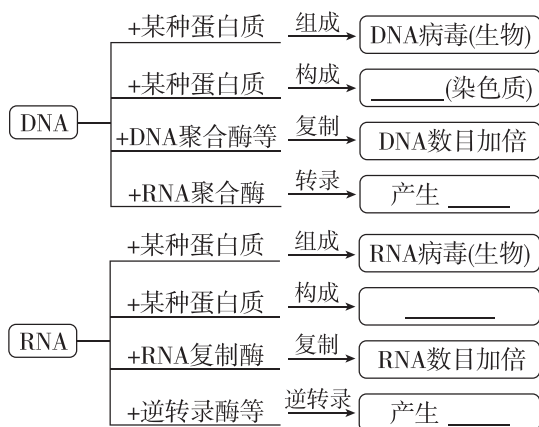 +某种蛋白质 组成 DNA病毒(生物)
+某种蛋白质 构成 ______(染色质)
DNA
+DNA聚合酶等 复制 DNA数目加倍
+RNA聚合酶 转录 产生 ______
+某种蛋白质 组成 RNA病毒(生物)
+某种蛋白质 构成 ______
RNA
+RNA复制酶 复制 RNA数目加倍
+逆转录酶等 逆转录 产生 ______